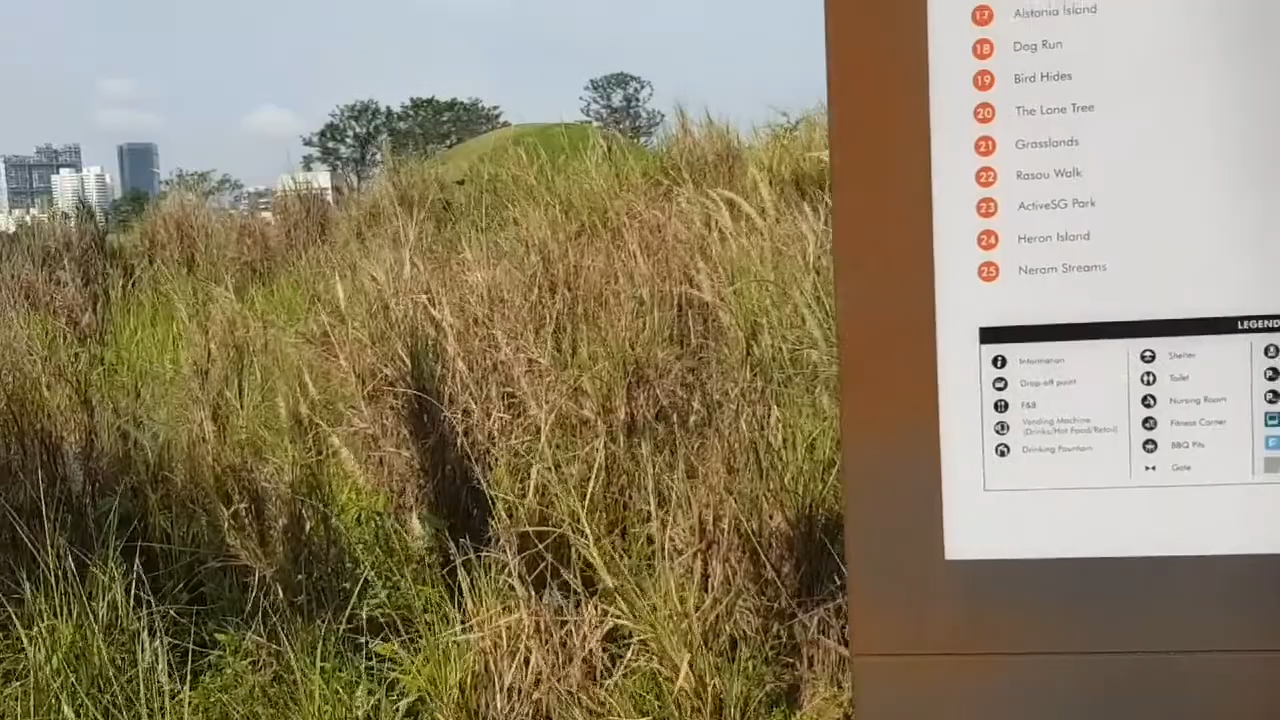 17 Alstonia Island
18 Dog Run
19 Bird Hides
20 The Lone Tree
21 Grasslands
22 Rasau Walk
23 ActiveSG Park
24 Heron Island
25 Neram Streams
LEGEND
Information
Drop-off point
F&B
Vending Machine
(Drinks/Hot Food/Retail)
Drinking Fountain
Shelter
Toilet
Nursing Room
Fitness Corner
BBQ Pits
Gate